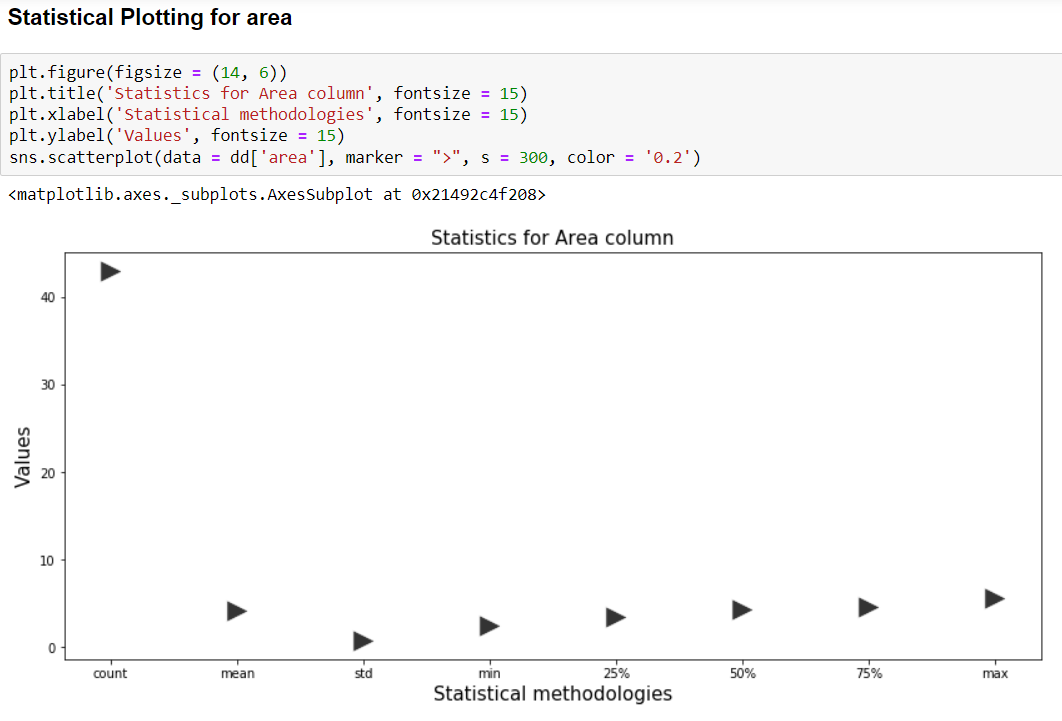 Statistical Plotting for area
plt.figure(figsize = (14, 6))
plt.title('Statistics for Area column', fontsize = 15)
plt.xlabel('Statistical methodologies', fontsize = 15)
plt.ylabel('Values', fontsize = 15)
sns.scatterplot(data = dd['area'], marker = ">", s = 300, color = '0.2')
<matplotlib.axes._subplots.AxesSubplot at 0x21492c4f208>
Statistics for Area column
40
30
20
10
0
Values
count mean std min 25% 50% 75% max
Statistical methodologies